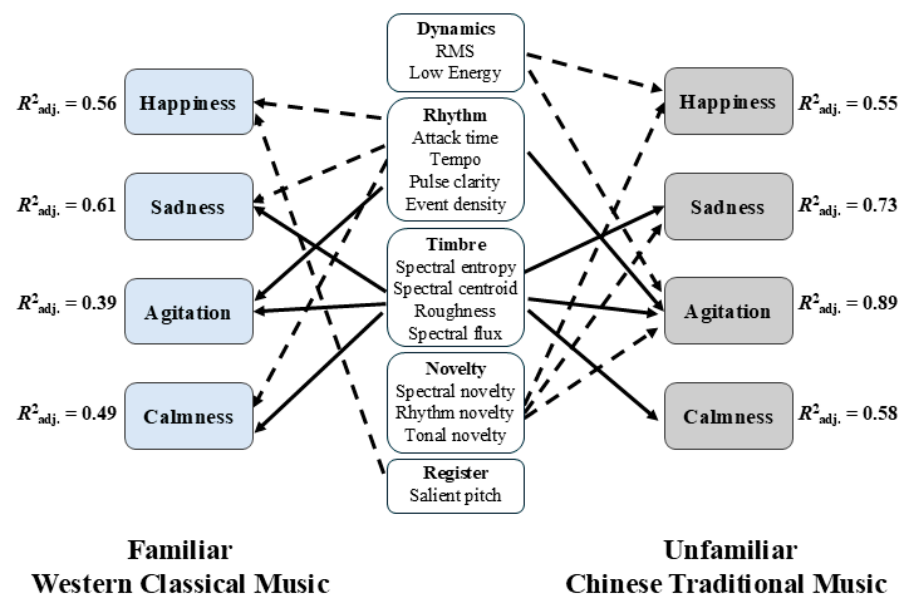 Dynamics
RMS
Low Energy
R²adj. = 0.56
Happiness
Happiness
R²adj. = 0.55
Rhythm
Attack time
Tempo
Pulse clarity
Event density
R²adj. = 0.61
Sadness
Sadness
R²adj. = 0.73
Timbre
Spectral entropy
Spectral centroid
Roughness
Spectral flux
R²adj. = 0.39
Agitation
Agitation
R²adj. = 0.89
Novelty
Spectral novelty
Rhythm novelty
Tonal novelty
R²adj. = 0.49
Calmness
Calmness
R²adj. = 0.58
Register
Salient pitch
Familiar
Western Classical Music
Unfamiliar
Chinese Traditional Music